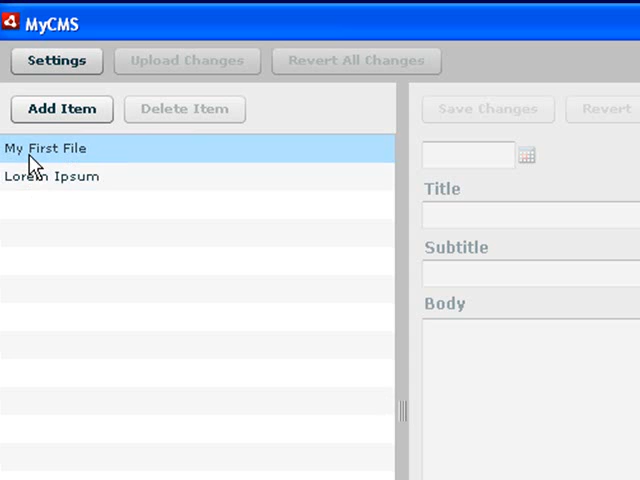 MyCMS
Settings Upload Changes Revert All Changes
Add Item Delete Item Save Changes Revert
My First File
Lorem Ipsum
Title
Subtitle
Body